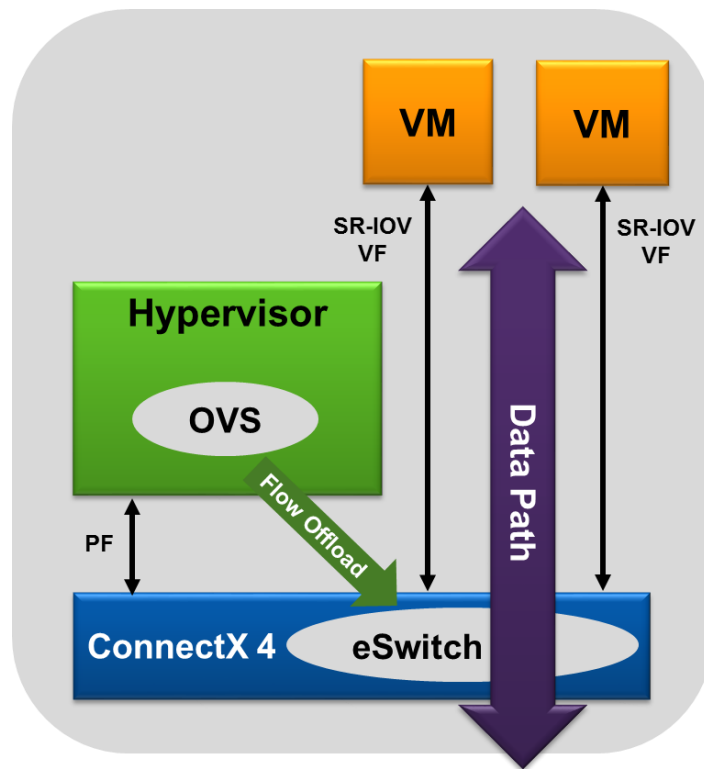 VM
VM
SR-IOV
VF
SR-IOV
VF
Hypervisor
OVS
Flow Offload
Data Path
PF
ConnectX 4
eSwitch